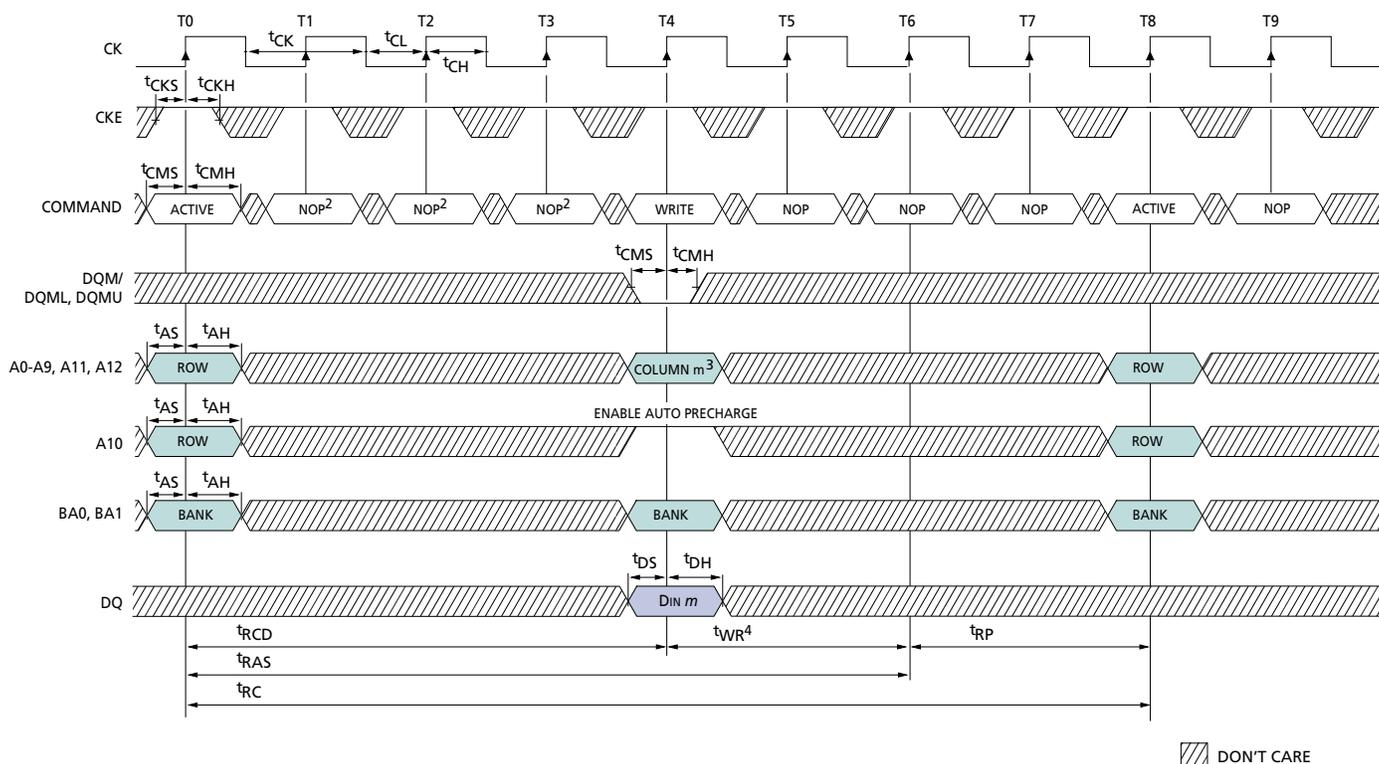 T0 T1 T2 T3 T4 T5 T6 T7 T8 T9
CK tCK tCL tCH
tCKS tCKH
CKE
tCMS tCMH
COMMAND ACTIVE NOP2 NOP2 NOP2 WRITE NOP NOP NOP ACTIVE NOP
tCMS tCMH
DQM/
DQML, DQMU
tAS tAH
A0-A9, A11, A12 ROW COLUMN m3 ROW
tAS tAH
ENABLE AUTO PRECHARGE
A10 ROW ROW
tAS tAH
BA0, BA1 BANK BANK BANK
tDS tDH
DQ DIN m
tRCD tWR4 tRP
tRAS
tRC
DON'T CARE